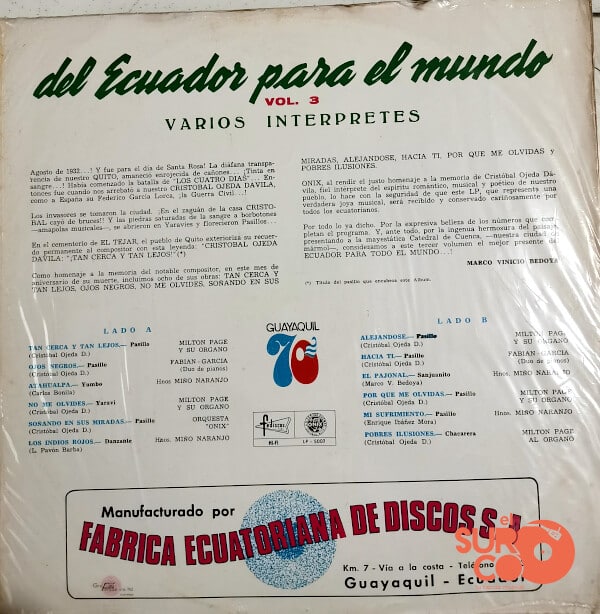 del Ecuador para el mundo
VOL. 3
VARIOS INTERPRETES
Agosto de 1932...! Y fue para el día de Santa Rosa! La diáfana transpa-
rencia de nuestro QUITO, amaneció enrojecida de cañones... ¡Tinta en
sangre...! Había comenzado la batalla de "LOS CUATRO DIAS"... En-
tonces fue cuando nos arrebató a nuestro CRISTOBAL OJEDA DAVILA,
como a España su Federico García Lorca, ¡a Guerra Civil...!
Los invasores se tomaron la ciudad. ¡En el zaguán de la casa CRISTO-
BAL cayó de bruces!! Y las piedras saturadas de la sangre a borbotones
—amapolas musicales—, se abrieron en Yaravíes y florecieron Pasillos...
En el cementerio de EL TEJAR, el pueblo de Quito exteriorizó su recuer-
do permanente al compositor con esta leyenda: "CRISTOBAL OJEDA
DAVILA: "¡TAN CERCA Y TAN LEJOS!" (*)
Como homenaje a la memoria del notable compositor, en este mes de
aniversario de su muerte, incluimos ocho de sus obras: TAN CERCA Y
TAN LEJOS, OJOS NEGROS, NO ME OLVIDES, SOÑANDO EN SUS
MIRADAS, ALEJANDOSE, HACIA TI, POR QUE ME OLVIDAS y
POBRES ILUSIONES.
ONIX, al rendir el justo homenaje a la memoria de Cristóbal Ojeda Dá-
vila, fiel intérprete del espíritu romántico, musical y poético de nuestro
pueblo, lo hace con la seguridad de que este LP, que representa una
verdadera joya musical, será recibido y conservado cariñosamente por
todos los ecuatorianos.
Por todo lo ya dicho. Por la expresiva belleza de los números que com-
pletan el programa. Y, ante todo, por la ingenua hermosura del paisaje,
presentando a la mayestática Catedral de Cuenca, —nuestra ciudad de
mármol—, consideramos a este tercer volumen el mejor presente del
ECUADOR PARA TODO EL MUNDO...!
MARCO VINICIO BEDOYA
(*) Título del pasillo que encabeza este Album.
LADO A
TAN CERCA Y TAN LEJOS.— Pasillo
(Cristóbal Ojeda D.)
MILTON PAGE
Y SU ORGANO
OJOS NEGROS.— Pasillo
(Cristóbal Ojeda D.)
FABIAN-GARCIA
(Duo de pianos)
ATAHUALPA.— Yumbo
(Carlos Bonila)
Hnos. MIÑO NARANJO
NO ME OLVIDES.— Yaraví
(Cristóbal Ojeda D.)
MILTON PAGE
Y SU ORGANO
SOÑANDO EN SUS MIRADAS.— Pasillo
(Cristóbal Ojeda D.)
ORQUESTA
"ONIX"
LOS INDIOS ROJOS.— Danzante
(L. Pavón Barba)
Hnos. MIÑO NARANJO
GUAYAQUIL
70
fediscos
HI-FI
ONIX
LP - 5003
LADO B
ALEJANDOSE.— Pasillo
(Cristóbal Ojeda D.)
MILTON PAGE
Y SU ORGANO
HACIA TI.— Pasillo
(Cristóbal Ojeda D.)
FABIAN-GARCIA
(Duo de pianos)
EL PAJONAL.— Sanjuanito
(Marco V. Bedoya)
Hnos. MIÑO NARANJO
POR QUE ME OLVIDAS.— Pasillo
(Cristóbal Ojeda D.)
MILTON PAGE
Y SU ORGANO
MI SUFRIMIENTO.— Pasillo
(Enrique Ibáñez Mora)
Hnos. MIÑO NARANJO
POBRES ILUSIONES.— Chacarera
(Cristóbal Ojeda D.)
MILTON PAGE
AL ORGANO
Manufacturado por
FABRICA ECUATORIANA DE DISCOS S.A.
Km. 7 - Vía a la costa - Teléfono
Guayaquil - Ecuador
el
SUR
CO